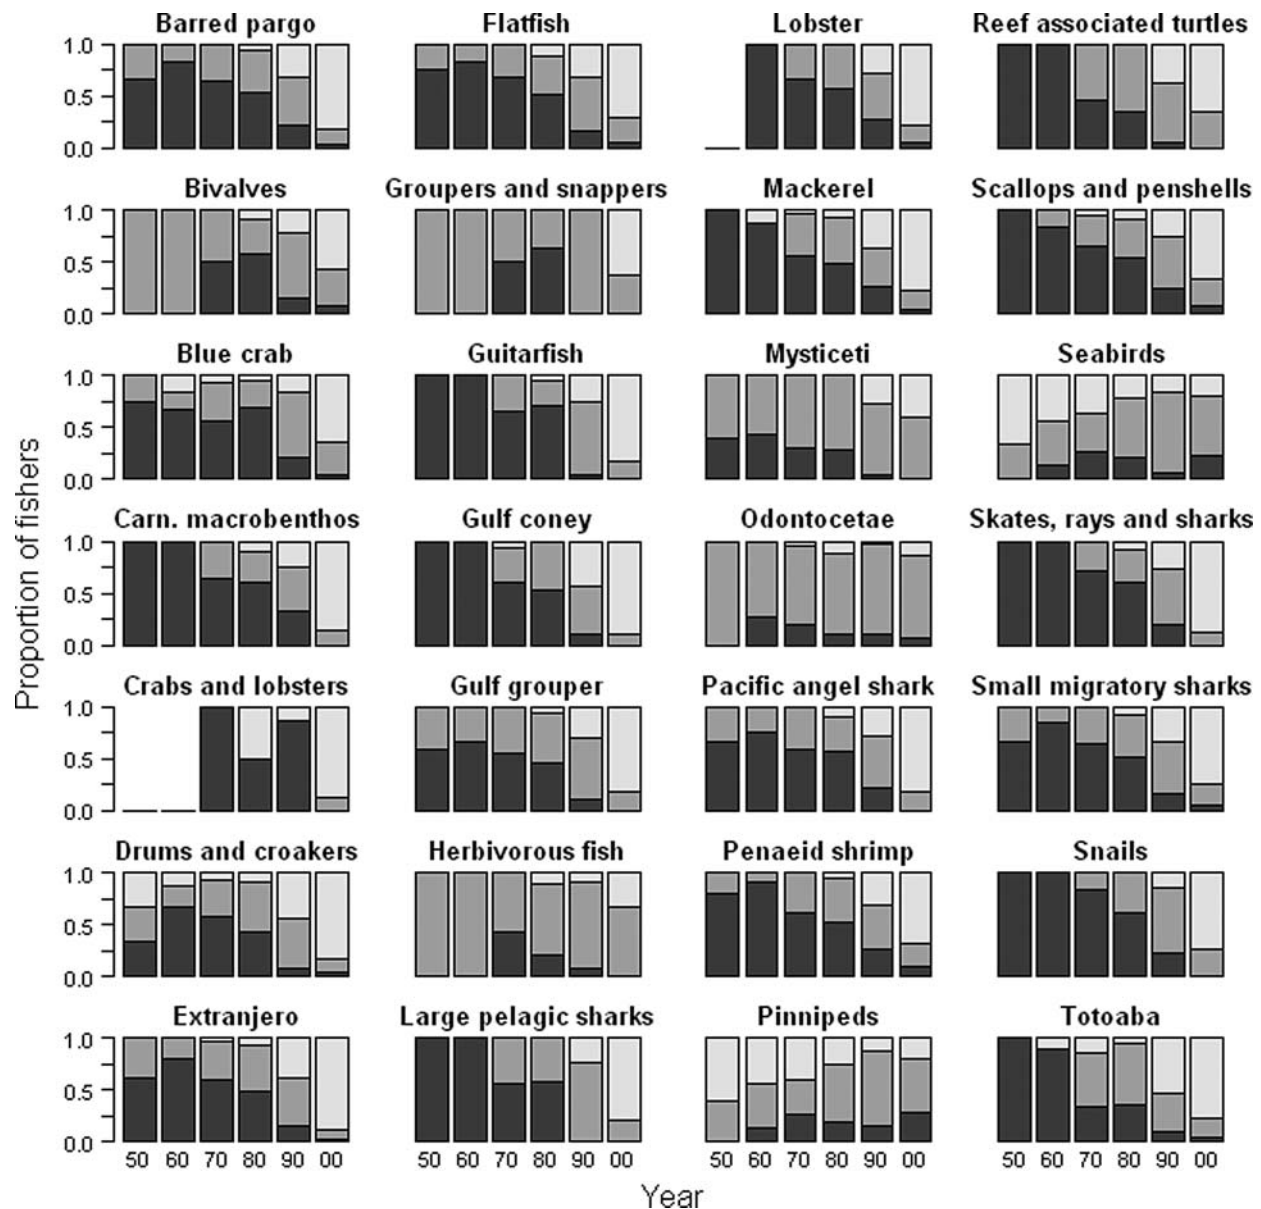 Barred pargo Flatfish Lobster Reef associated turtles
1.0
0.5
0.0
Bivalves Groupers and snappers Mackerel Scallops and penshells
1.0
0.5
0.0
Blue crab Guitarfish Mysticeti Seabirds
1.0
0.5
0.0
Carn. macrobenthos Gulf coney Odontocetae Skates, rays and sharks
1.0
0.5
0.0
Crabs and lobsters Gulf grouper Pacific angel shark Small migratory sharks
1.0
0.5
0.0
Drums and croakers Herbivorous fish Penaeid shrimp Snails
1.0
0.5
0.0
Extranjero Large pelagic sharks Pinnipeds Totoaba
1.0
0.5
0.0
50 60 70 80 90 00 50 60 70 80 90 00 50 60 70 80 90 00 50 60 70 80 90 00
Year
Proportion of fishers